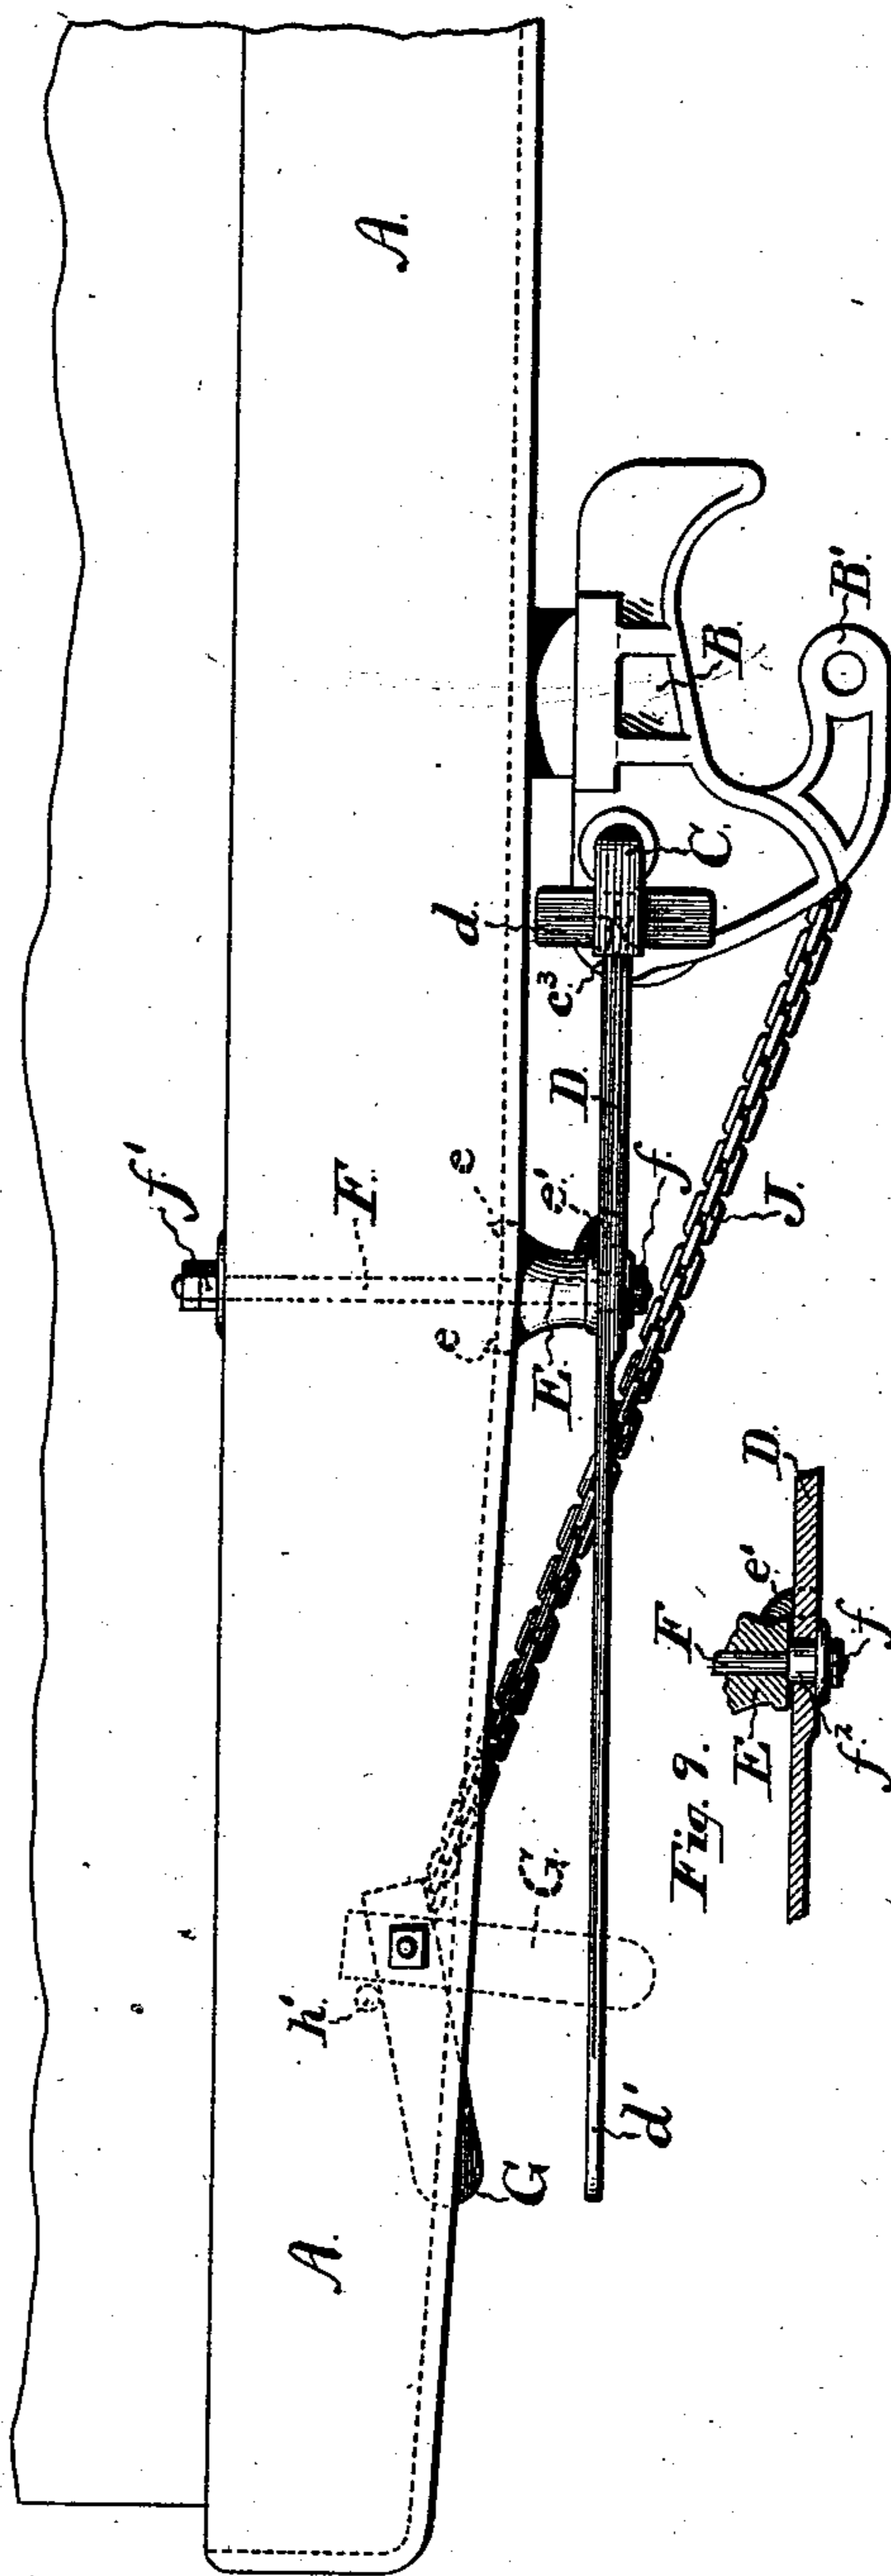 A.
B'.
B.
C.
d.
c³
D.
e
e'
f.
f'
F.
e
E.
J.
D.
e'
F
f.
E
f²
Fig. 9.
G.
h'.
d'
G
A.